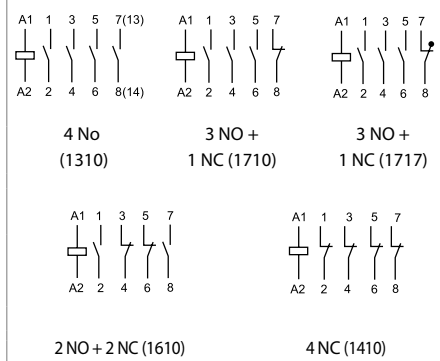 A1 1 3 5 7(13) A1 1 3 5 7 A1 1 3 5 7
A2 2 4 6 8(14) A2 2 4 6 8 A2 2 4 6 8
4 No 3 NO + 3 NO +
(1310) 1 NC (1710) 1 NC (1717)
A1 1 3 5 7 A1 1 3 5 7
A2 2 4 6 8 A2 2 4 6 8
2 NO + 2 NC (1610) 4 NC (1410)